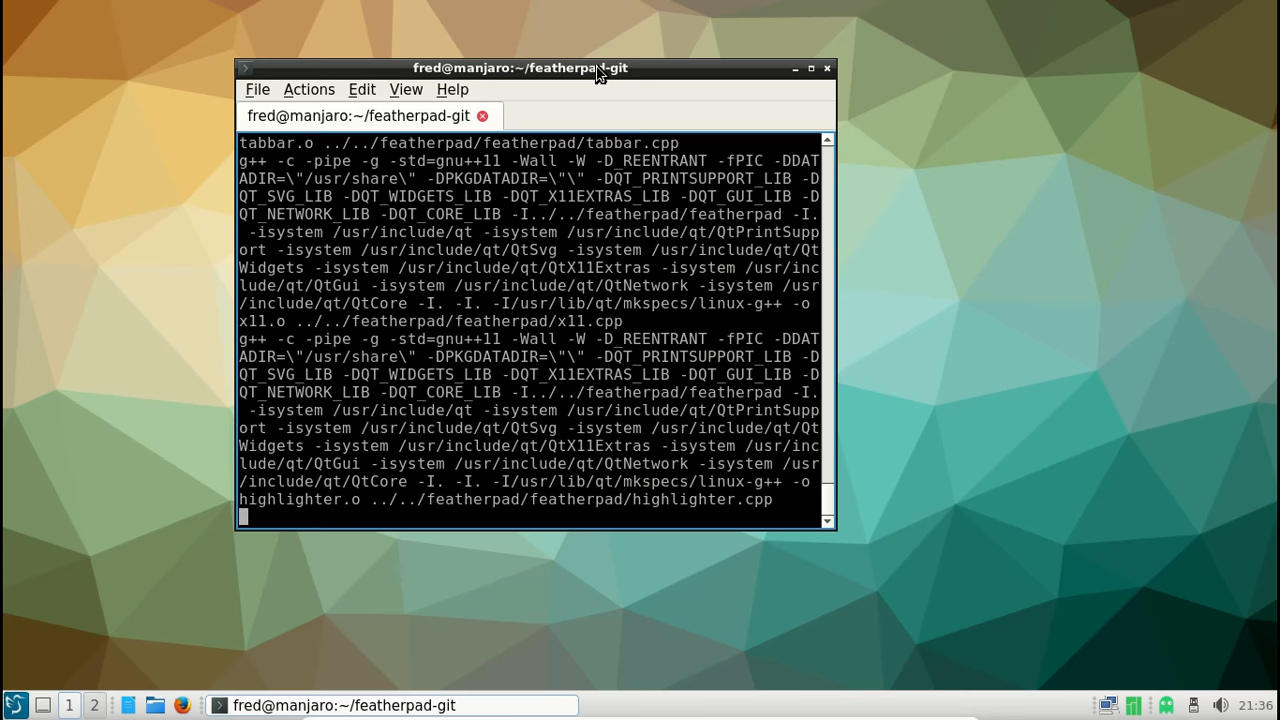 fred@manjaro:~/featherpad-git
File Actions Edit View Help
fred@manjaro:~/featherpad-git
tabbar.o ../../featherpad/featherpad/tabbar.cpp
g++ -c -pipe -g -std=gnu++11 -Wall -W -D_REENTRANT -fPIC -DDAT
ADIR=\"/usr/share\" -DPKGDATADIR=\"\" -DQT_PRINTSUPPORT_LIB -D
QT_SVG_LIB -DQT_WIDGETS_LIB -DQT_X11EXTRAS_LIB -DQT_GUI_LIB -D
QT_NETWORK_LIB -DQT_CORE_LIB -I../../featherpad/featherpad -I.
 -isystem /usr/include/qt -isystem /usr/include/qt/QtPrintSupp
ort -isystem /usr/include/qt/QtSvg -isystem /usr/include/qt/Qt
Widgets -isystem /usr/include/qt/QtX11Extras -isystem /usr/inc
lude/qt/QtGui -isystem /usr/include/qt/QtNetwork -isystem /usr
/include/qt/QtCore -I. -I. -I/usr/lib/qt/mkspecs/linux-g++ -o
x11.o ../../featherpad/featherpad/x11.cpp
g++ -c -pipe -g -std=gnu++11 -Wall -W -D_REENTRANT -fPIC -DDAT
ADIR=\"/usr/share\" -DPKGDATADIR=\"\" -DQT_PRINTSUPPORT_LIB -D
QT_SVG_LIB -DQT_WIDGETS_LIB -DQT_X11EXTRAS_LIB -DQT_GUI_LIB -D
QT_NETWORK_LIB -DQT_CORE_LIB -I../../featherpad/featherpad -I.
 -isystem /usr/include/qt -isystem /usr/include/qt/QtPrintSupp
ort -isystem /usr/include/qt/QtSvg -isystem /usr/include/qt/Qt
Widgets -isystem /usr/include/qt/QtX11Extras -isystem /usr/inc
lude/qt/QtGui -isystem /usr/include/qt/QtNetwork -isystem /usr
/include/qt/QtCore -I. -I. -I/usr/lib/qt/mkspecs/linux-g++ -o
highlighter.o ../../featherpad/featherpad/highlighter.cpp
1 2 fred@manjaro:~/featherpad-git 21:36